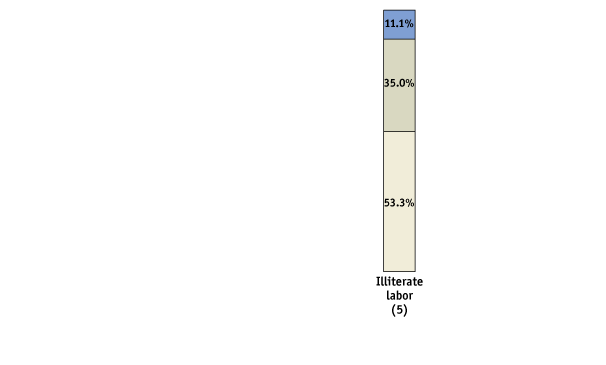 11.1%
35.0%
53.3%
Illiterate
labor
(5)